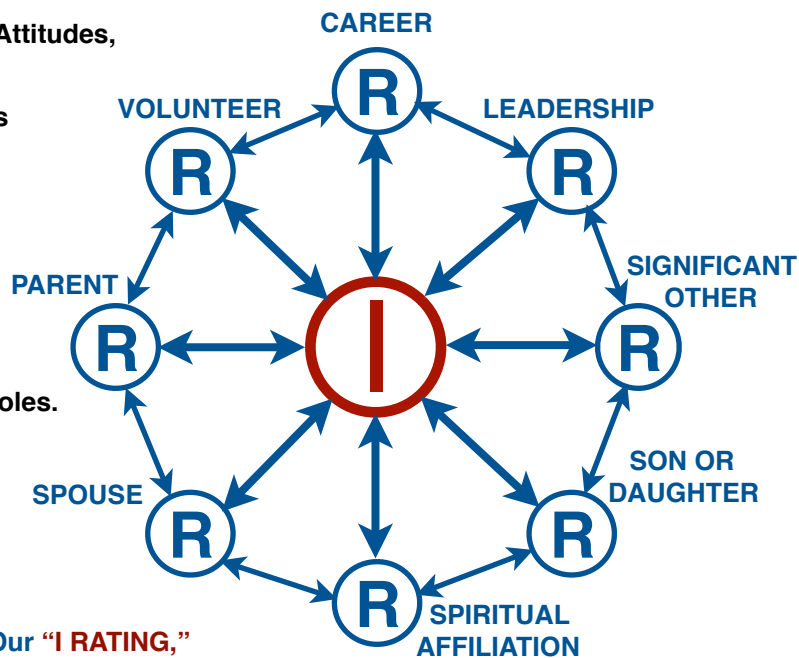 CAREER
Attitudes,
R
VOLUNTEER
LEADERSHIP
s
R
R
SIGNIFICANT
OTHER
PARENT
R
I
R
oles.
SON OR
DAUGHTER
SPOUSE
R
R
R
SPIRITUAL
AFFILIATION
Our “I RATING,”